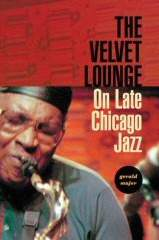 THE
VELVET
LOUNGE
On Late
Chicago
Jazz
gerald
majer